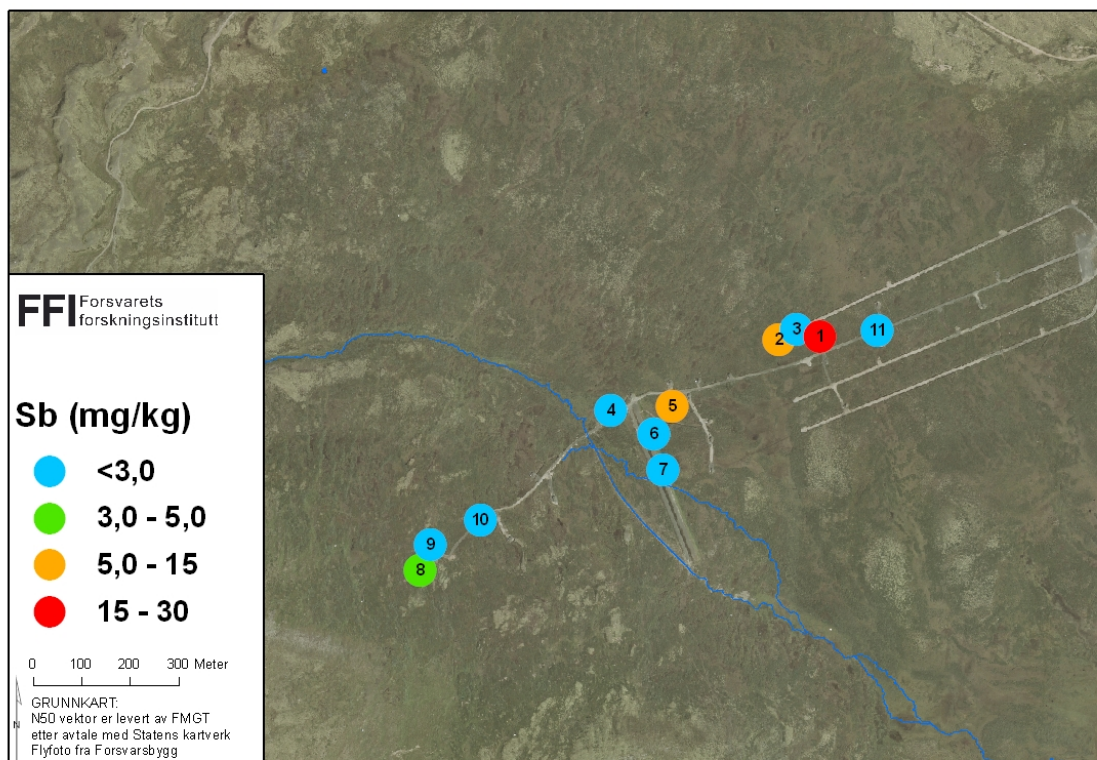 FFI Forsvarets
forskningsinstitutt
Sb (mg/kg)
<3,0
3,0 - 5,0
5,0 - 15
15 - 30
0 100 200 300 Meter
N
GRUNNKART:
N50 vektor er levert av FMGT
etter avtale med Statens kartverk
Flyfoto fra Forsvarsbygg
3
11
2
1
4
5
6
7
10
9
8